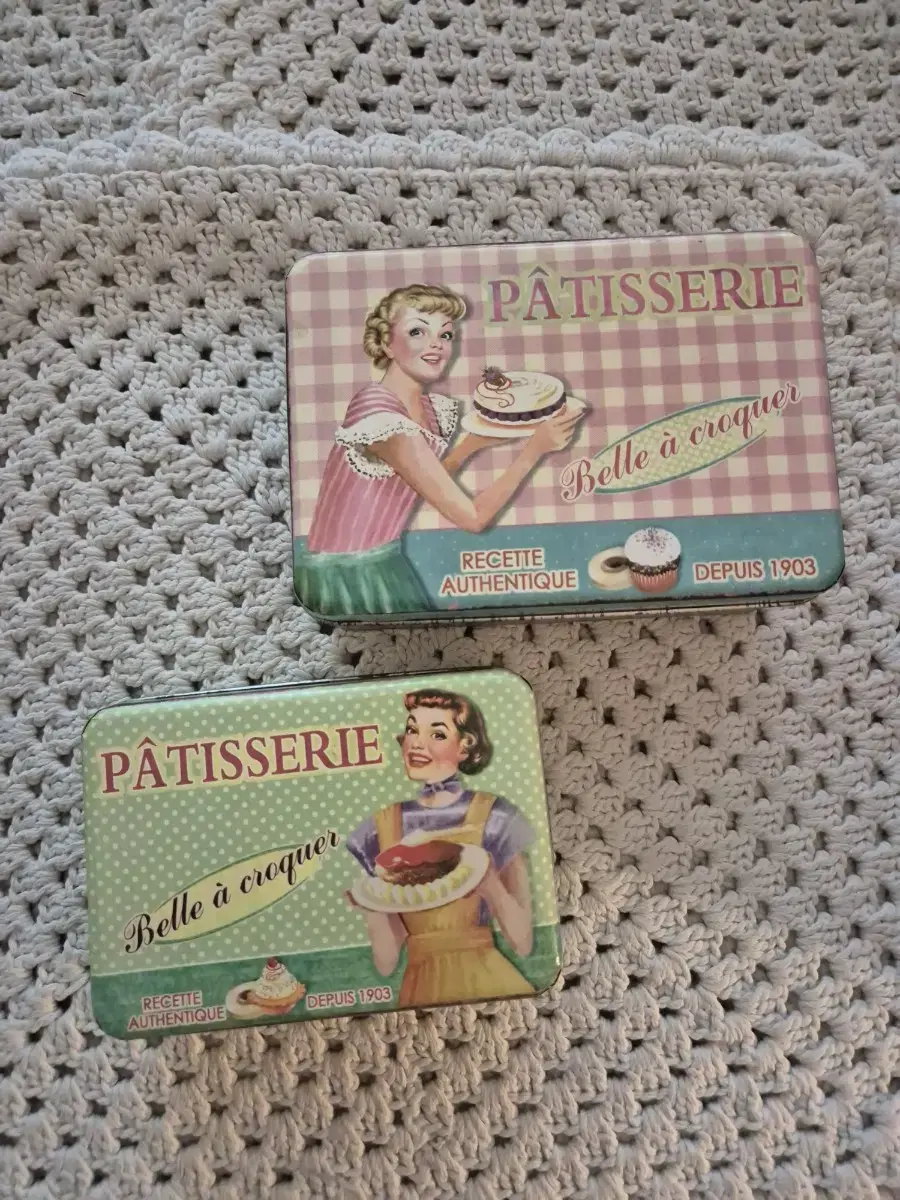 PÂTISSERIE
Belle à croquer
RECETTE
AUTHENTIQUE
DEPUIS 1903
PÂTISSERIE
Belle à croquer
RECETTE
AUTHENTIQUE
DEPUIS 1903